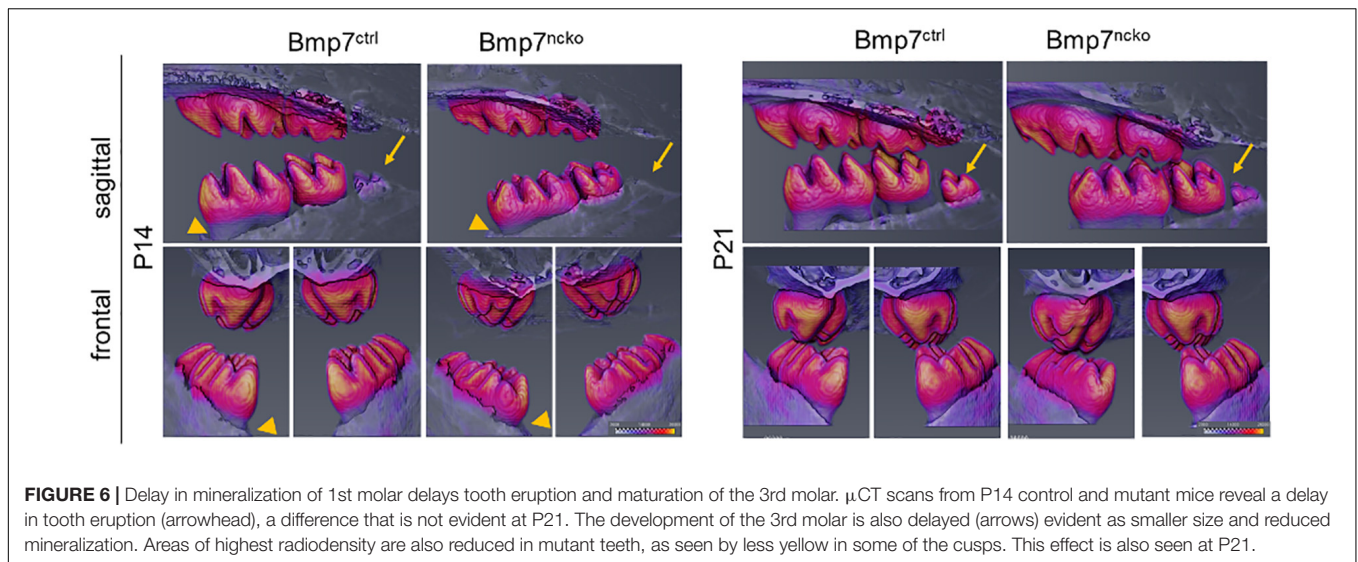 Bmp7ctrl Bmp7ncko Bmp7ctrl Bmp7ncko
sagittal
P14
P21
frontal
FIGURE 6 | Delay in mineralization of 1st molar delays tooth eruption and maturation of the 3rd molar. μCT scans from P14 control and mutant mice reveal a delay
in tooth eruption (arrowhead), a difference that is not evident at P21. The development of the 3rd molar is also delayed (arrows) evident as smaller size and reduced
mineralization. Areas of highest radiodensity are also reduced in mutant teeth, as seen by less yellow in some of the cusps. This effect is also seen at P21.